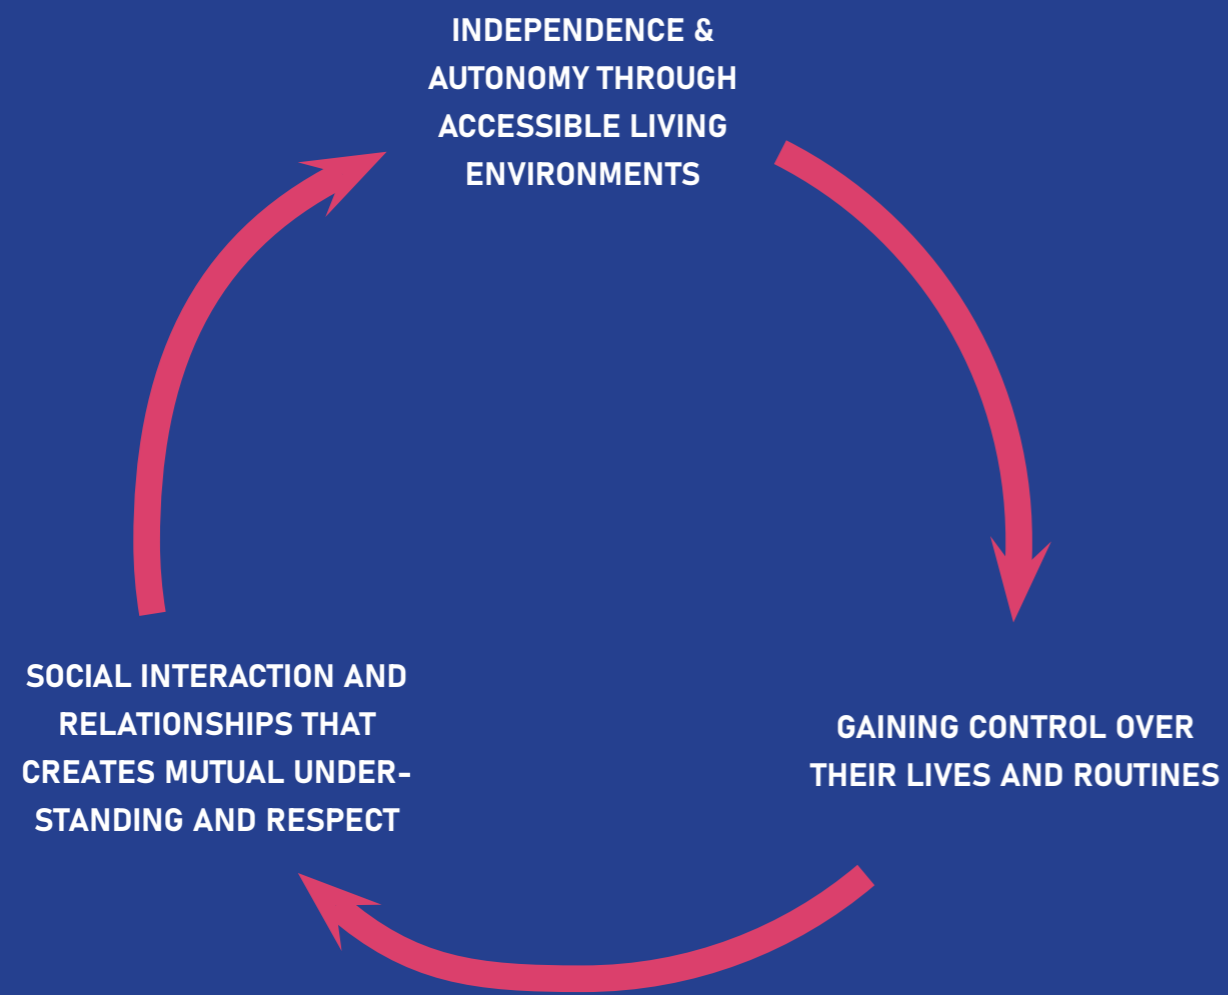 INDEPENDENCE &
AUTONOMY THROUGH
ACCESSIBLE LIVING
ENVIRONMENTS
GAINING CONTROL OVER
THEIR LIVES AND ROUTINES
SOCIAL INTERACTION AND
RELATIONSHIPS THAT
CREATES MUTUAL UNDER-
STANDING AND RESPECT